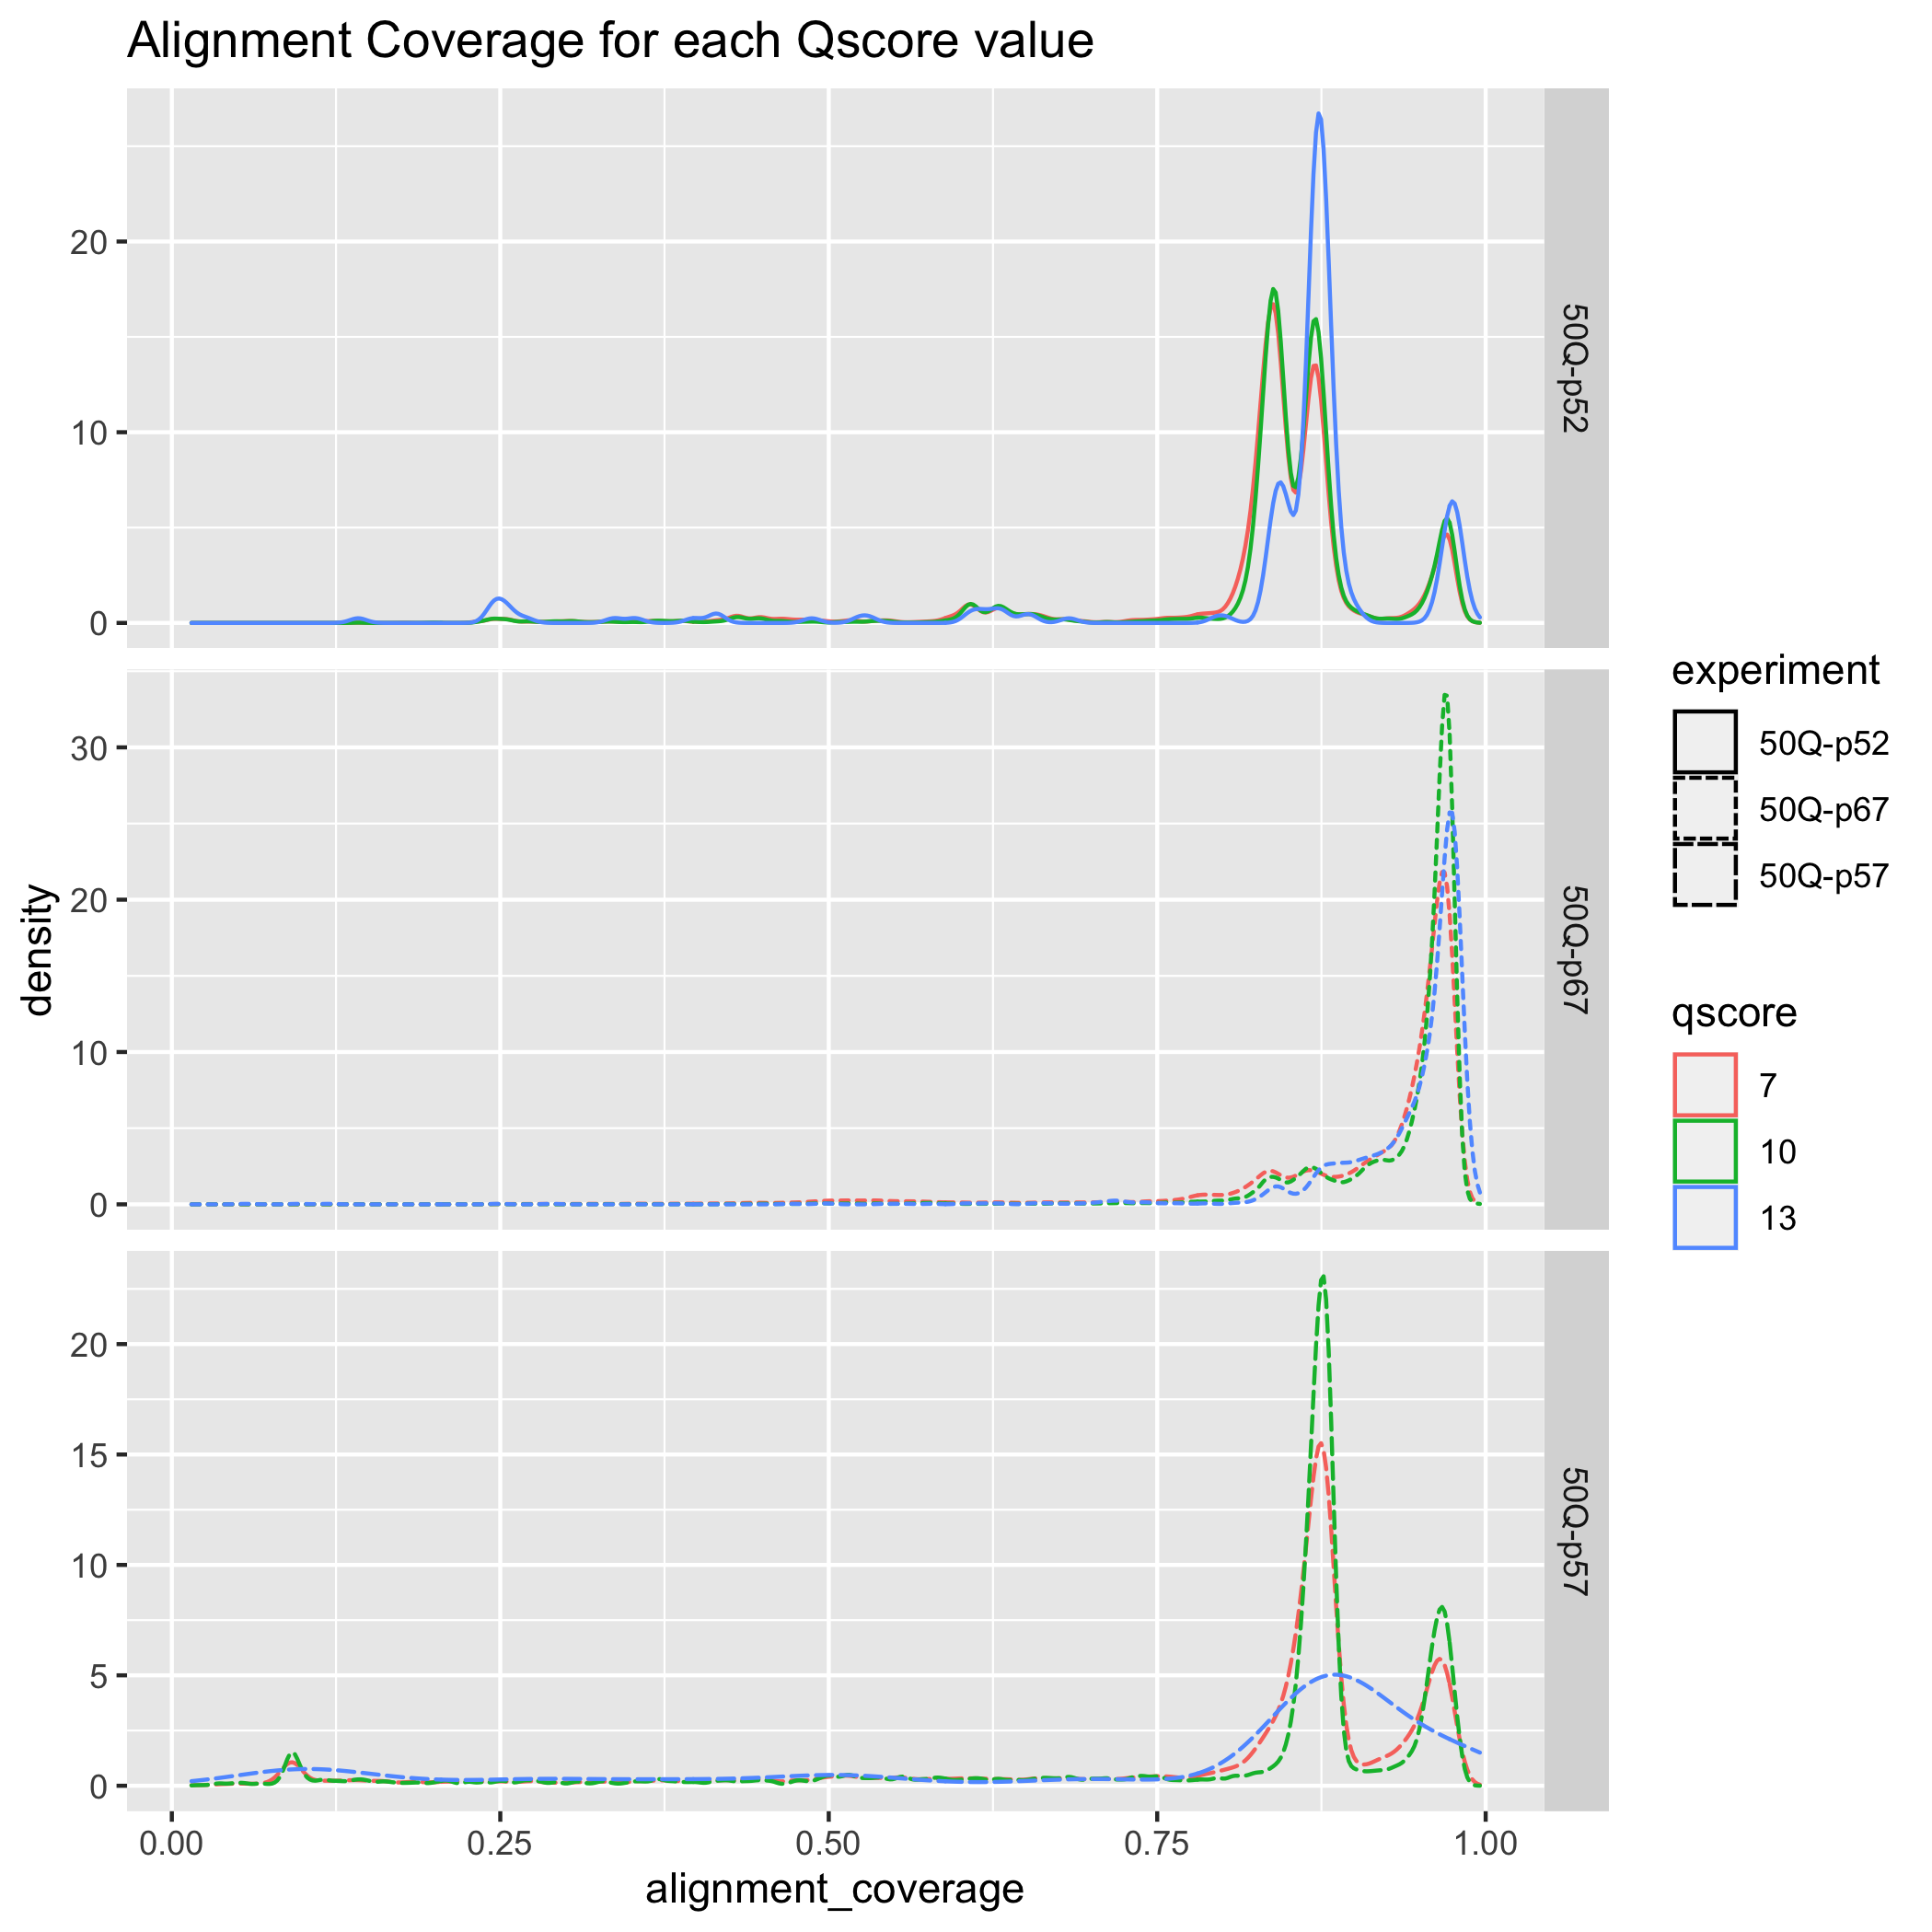 Alignment Coverage for each Qscore value
20
10
0
50Q-p52
30
20
10
0
50Q-p67
20
15
10
5
0
50Q-p57
0.00 0.25 0.50 0.75 1.00
alignment_coverage
density
experiment
50Q-p52
50Q-p67
50Q-p57
qscore
7
10
13